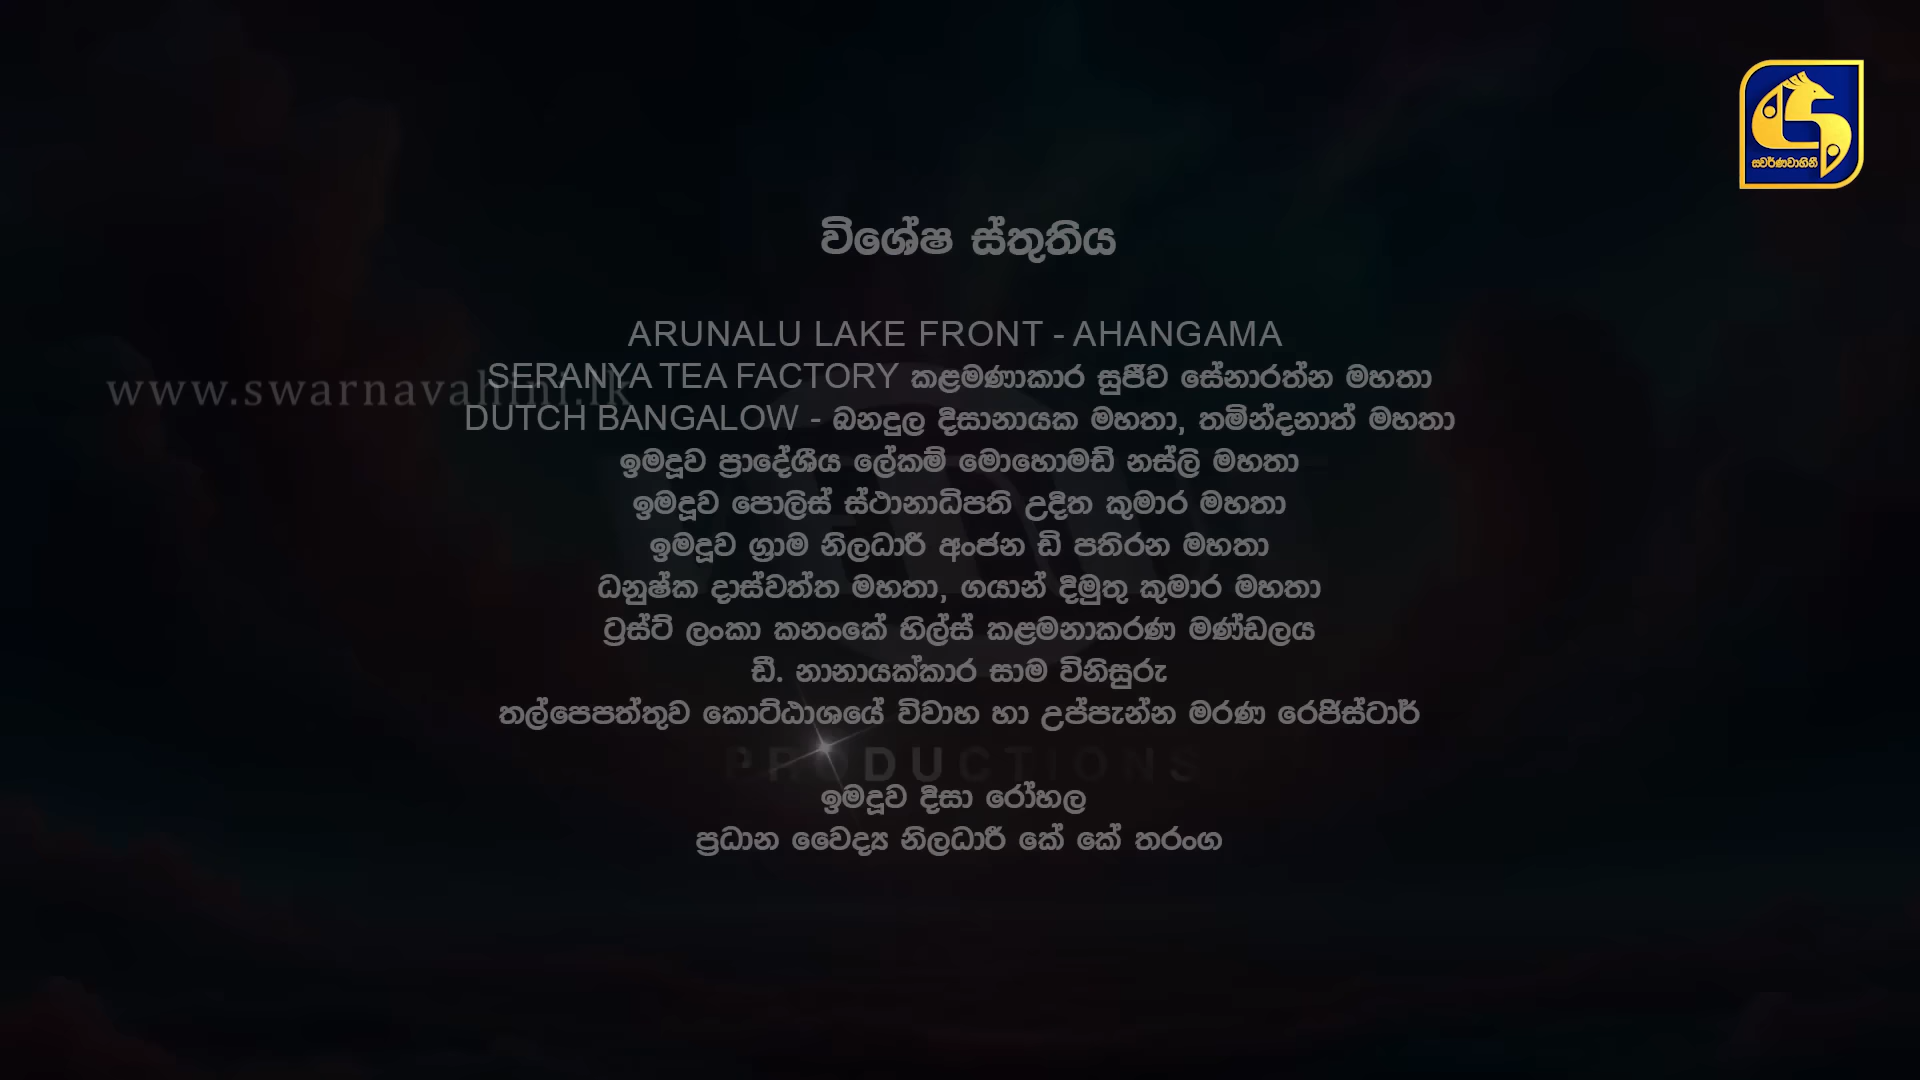 ස්වර්ණවාහිනී
විශේෂ ස්තූතිය
ARUNALU LAKE FRONT - AHANGAMA
SERANYA TEA FACTORY කළමණාකාර සුජීව සේනාරත්න මහතා
www.swarnavahini.lk
DUTCH BANGALOW - බනදුල දිසානායක මහතා, තමින්දනාත් මහතා
ඉමදූව ප්‍රාදේශීය ලේකම් මොහොමඩ් නස්ලි මහතා
ඉමදූව පොලිස් ස්ථානාධිපති උදිත කුමාර මහතා
ඉමදූව ග්‍රාම නිලධාරී අංජන ඩි පතිරන මහතා
ධනුෂ්ක දාස්වත්ත මහතා, ගයාන් දිමුතු කුමාර මහතා
ට්‍රස්ට් ලංකා කනංකේ හිල්ස් කළමනාකරණ මණ්ඩලය
ඩී. නානායක්කාර සාම විනිසුරු
තල්පෙපත්තුව කොට්ඨාශයේ විවාහ හා උප්පැන්න මරණ රෙජිස්ටාර්
PRODUCTIONS
ඉමදූව දිසා රෝහල
ප්‍රධාන වෛද්‍ය නිලධාරී කේ කේ තරංග